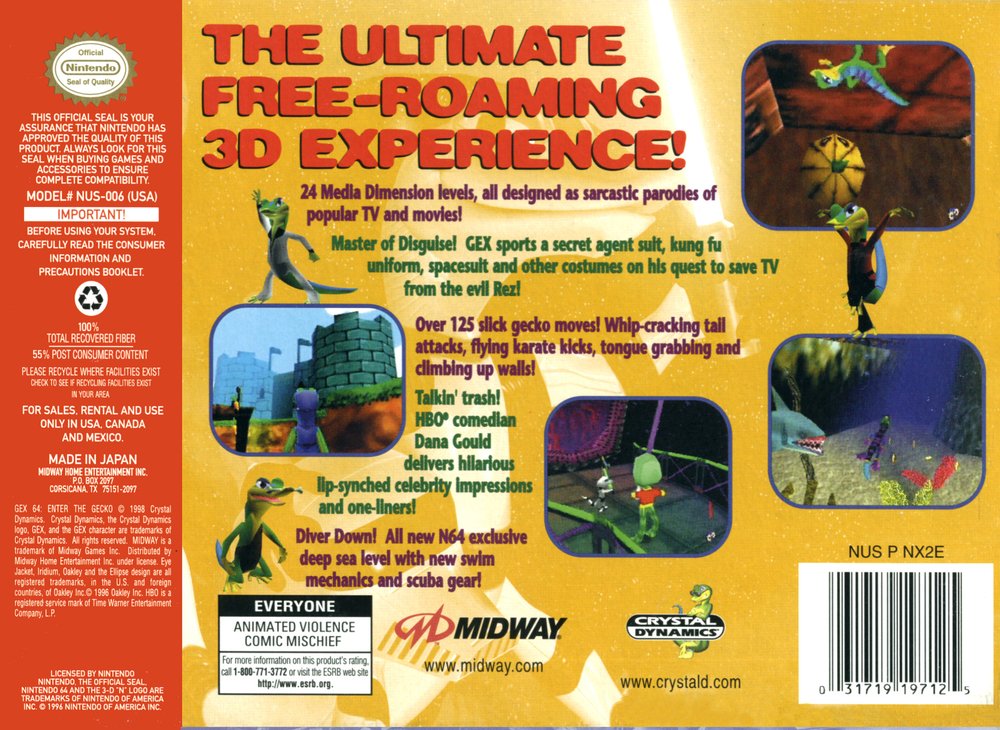 Official
Nintendo
Seal of Quality
THIS OFFICIAL SEAL IS YOUR
ASSURANCE THAT NINTENDO HAS
APPROVED THE QUALITY OF THIS
PRODUCT. ALWAYS LOOK FOR THIS
SEAL WHEN BUYING GAMES AND
ACCESSORIES TO ENSURE
COMPLETE COMPATIBILITY.
MODEL# NUS-006 (USA)
IMPORTANT!
BEFORE USING YOUR SYSTEM,
CAREFULLY READ THE CONSUMER
INFORMATION AND
PRECAUTIONS BOOKLET.
100%
TOTAL RECOVERED FIBER
55% POST CONSUMER CONTENT
PLEASE RECYCLE WHERE FACILITIES EXIST
CHECK TO SEE IF RECYCLING FACILITIES EXIST
IN YOUR AREA
FOR SALES, RENTAL AND USE
ONLY IN USA, CANADA
AND MEXICO.
MADE IN JAPAN
MIDWAY HOME ENTERTAINMENT INC.
P.O. BOX 2097
CORSICANA, TX 75151-2097
GEX 64: ENTER THE GECKO © 1998 Crystal
Dynamics. Crystal Dynamics, the Crystal Dynamics
logo, GEX, and the GEX character are trademarks of
Crystal Dynamics. All rights reserved. MIDWAY is a
trademark of Midway Games Inc. Distributed by
Midway Home Entertainment Inc. under license. Eye
Jacket, Iridium, Oakley and the Ellipse design are all
registered trademarks, in the U.S. and foreign
countries, of Oakley Inc.© 1996 Oakley Inc. HBO is a
registered service mark of Time Warner Entertainment
Company, L.P.
LICENSED BY NINTENDO
NINTENDO, THE OFFICIAL SEAL,
NINTENDO 64 AND THE 3-D "N" LOGO ARE
TRADEMARKS OF NINTENDO OF AMERICA
INC. © 1996 NINTENDO OF AMERICA INC.
THE ULTIMATE
FREE-ROAMING
3D EXPERIENCE!
24 Media Dimension levels, all designed as sarcastic parodies of
popular TV and movies!
Master of Disguise! GEX sports a secret agent suit, kung fu
uniform, spacesuit and other costumes on his quest to save TV
from the evil Rez!
Over 125 slick gecko moves! Whip-cracking tail
attacks, flying karate kicks, tongue grabbing and
climbing up walls!
Talkin' trash!
HBO® comedian
Dana Gould
delivers hilarious
lip-synched celebrity impressions
and one-liners!
Diver Down! All new N64 exclusive
deep sea level with new swim
mechanics and scuba gear!
EVERYONE
ANIMATED VIOLENCE
COMIC MISCHIEF
For more information on this product's rating,
call 1-800-771-3772 or visit the ESRB web site
http://www.esrb.org.
MIDWAY
www.midway.com
CRYSTAL
DYNAMICS
www.crystald.com
NUS P NX2E
0 31719 19712 5